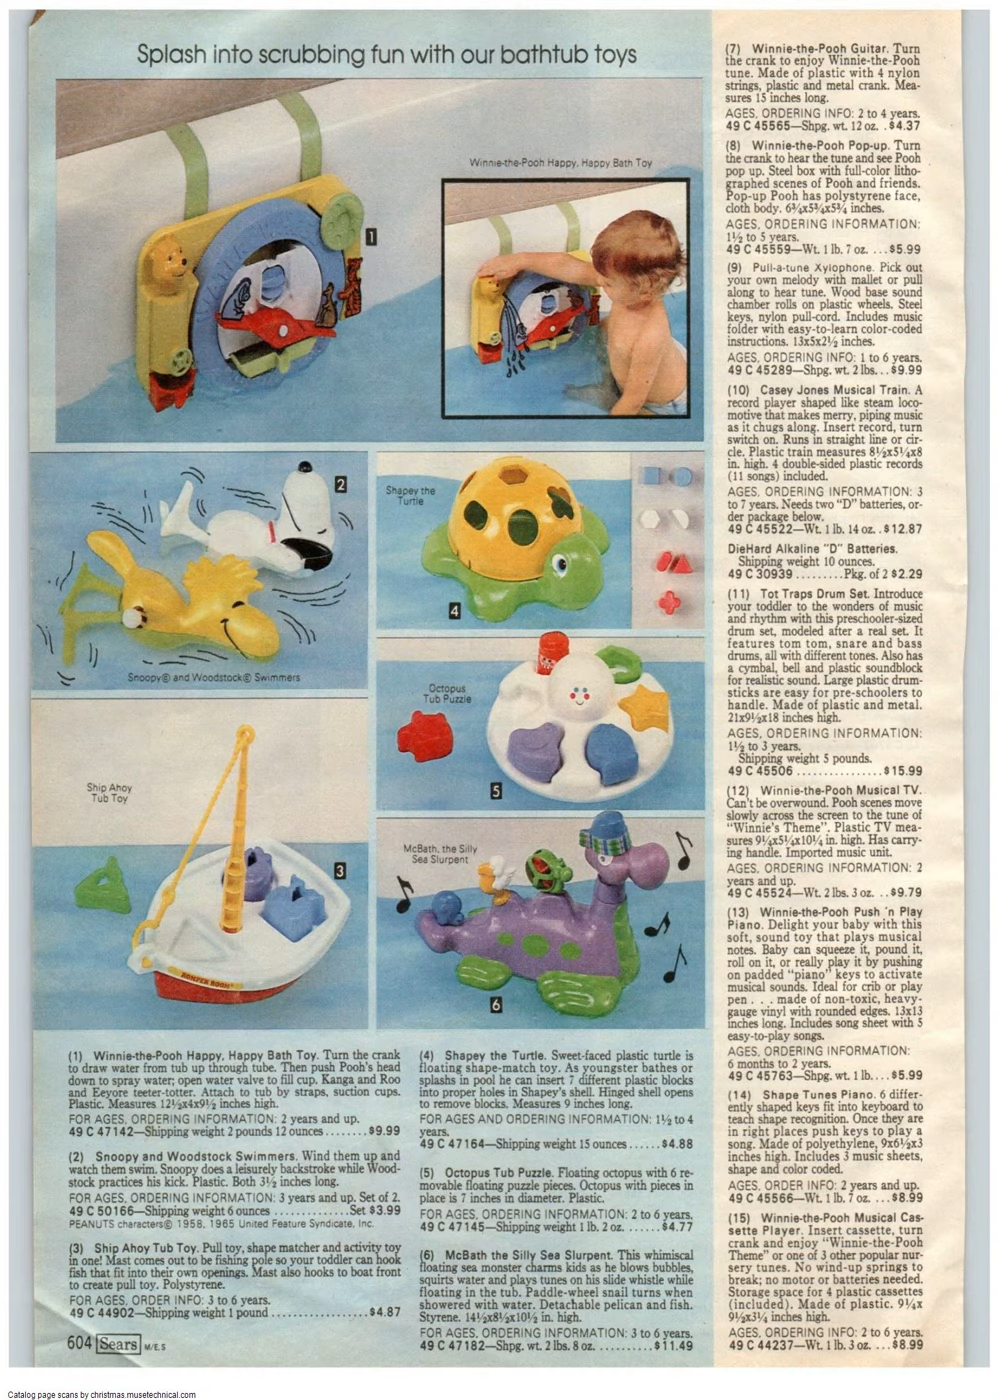 Splash into scrubbing fun with our bathtub toys
Winnie-the-Pooh Happy, Happy Bath Toy
1
2
Snoopy© and Woodstock© Swimmers
Shapey the
Turtle
4
Octopus
Tub Puzzle
5
Ship Ahoy
Tub Toy
3
ROMPER ROOM
McBath, the Silly
Sea Slurpent
6
(1) Winnie-the-Pooh Happy, Happy Bath Toy. Turn the crank
to draw water from tub up through tube. Then push Pooh's head
down to spray water; open water valve to fill cup. Kanga and Roo
and Eeyore teeter-totter. Attach to tub by straps, suction cups.
Plastic. Measures 12½x4x9½ inches high.
FOR AGES, ORDERING INFORMATION: 2 years and up.
49 C 47142—Shipping weight 2 pounds 12 ounces........$9.99
(2) Snoopy and Woodstock Swimmers. Wind them up and
watch them swim. Snoopy does a leisurely backstroke while Wood-
stock practices his kick. Plastic. Both 3½ inches long.
FOR AGES, ORDERING INFORMATION: 3 years and up. Set of 2.
49 C 50166—Shipping weight 6 ounces ..............Set $3.99
PEANUTS characters© 1958, 1965 United Feature Syndicate, Inc.
(3) Ship Ahoy Tub Toy. Pull toy, shape matcher and activity toy
in one! Mast comes out to be fishing pole so your toddler can hook
fish that fit into their own openings. Mast also hooks to boat front
to create pull toy. Polystyrene.
FOR AGES, ORDER INFO: 3 to 6 years.
49 C 44902—Shipping weight 1 pound ...................$4.87
604 Sears M/E,S
(4) Shapey the Turtle. Sweet-faced plastic turtle is
floating shape-match toy. As youngster bathes or
splashs in pool he can insert 7 different plastic blocks
into proper holes in Shapey's shell. Hinged shell opens
to remove blocks. Measures 9 inches long.
FOR AGES AND ORDERING INFORMATION: 1½ to 4
years.
49 C 47164—Shipping weight 15 ounces......$4.88
(5) Octopus Tub Puzzle. Floating octopus with 6 re-
movable floating puzzle pieces. Octopus with pieces in
place is 7 inches in diameter. Plastic.
FOR AGES, ORDERING INFORMATION: 2 to 6 years.
49 C 47145—Shipping weight 1 lb. 2 oz. ......$4.77
(6) McBath the Silly Sea Slurpent. This whimsical
floating sea monster charms kids as he blows bubbles,
squirts water and plays tunes on his slide whistle while
floating in the tub. Paddle-wheel snail turns when
showered with water. Detachable pelican and fish.
Styrene. 14½x8½x10½ in. high.
FOR AGES, ORDERING INFORMATION: 3 to 6 years.
49 C 47182—Shpg. wt. 2 lbs. 8 oz. ..........$11.49
(7) Winnie-the-Pooh Guitar. Turn
the crank to enjoy Winnie-the-Pooh
tune. Made of plastic with 4 nylon
strings, plastic and metal crank. Mea-
sures 15 inches long.
AGES, ORDERING INFO: 2 to 4 years.
49 C 45565—Shpg. wt. 12 oz. .$4.37
(8) Winnie-the-Pooh Pop-up. Turn
the crank to hear the tune and see Pooh
pop up. Steel box with full-color litho-
graphed scenes of Pooh and friends.
Pop-up Pooh has polystyrene face,
cloth body. 6¾x5¾x5¾ inches.
AGES, ORDERING INFORMATION:
1½ to 5 years.
49 C 45559—Wt. 1 lb. 7 oz. ...$5.99
(9) Pull-a-tune Xylophone. Pick out
your own melody with mallet or pull
along to hear tune. Wood base sound
chamber rolls on plastic wheels. Steel
keys, nylon pull-cord. Includes music
folder with easy-to-learn color-coded
instructions. 13x5x2½ inches.
AGES, ORDERING INFO: 1 to 6 years.
49 C 45289—Shpg. wt. 2 lbs...$9.99
(10) Casey Jones Musical Train. A
record player shaped like steam loco-
motive that makes merry, piping music
as it chugs along. Insert record, turn
switch on. Runs in straight line or cir-
cle. Plastic train measures 8½x5¼x8
in. high. 4 double-sided plastic records
(11 songs) included.
AGES, ORDERING INFORMATION: 3
to 7 years. Needs two "D" batteries, or-
der package below.
49 C 45522—Wt. 1 lb. 14 oz. .$12.87
DieHard Alkaline "D" Batteries.
Shipping weight 10 ounces.
49 C 30939.........Pkg. of 2 $2.29
(11) Tot Traps Drum Set. Introduce
your toddler to the wonders of music
and rhythm with this preschooler-sized
drum set, modeled after a real set. It
features tom tom, snare and bass
drums, all with different tones. Also has
a cymbal, bell and plastic soundblock
for realistic sound. Large plastic drum-
sticks are easy for pre-schoolers to
handle. Made of plastic and metal.
21x9½x18 inches high.
AGES, ORDERING INFORMATION:
1½ to 3 years.
Shipping weight 5 pounds.
49 C 45506 ................$15.99
(12) Winnie-the-Pooh Musical TV.
Can't be overwound. Pooh scenes move
slowly across the screen to the tune of
"Winnie's Theme". Plastic TV mea-
sures 9¼x5¼x10¼ in. high. Has carry-
ing handle. Imported music unit.
AGES, ORDERING INFORMATION: 2
years and up.
49 C 45524—Wt. 2 lbs. 3 oz. ..$9.79
(13) Winnie-the-Pooh Push 'n Play
Piano. Delight your baby with this
soft, sound toy that plays musical
notes. Baby can squeeze it, pound it,
roll on it, or really play it by pushing
on padded "piano" keys to activate
musical sounds. Ideal for crib or play
pen . . . made of non-toxic, heavy-
gauge vinyl with rounded edges. 13x13
inches long. Includes song sheet with 5
easy-to-play songs.
AGES, ORDERING INFORMATION:
6 months to 2 years.
49 C 45763—Shpg. wt. 1 lb....$5.99
(14) Shape Tunes Piano. 6 differ-
ently shaped keys fit into keyboard to
teach shape recognition. Once they are
in right places push keys to play a
song. Made of polyethylene, 9x6½x3
inches high. Includes 3 music sheets,
shape and color coded.
AGES, ORDER INFO: 2 years and up.
49 C 45566—Wt. 1 lb. 7 oz. ...$8.99
(15) Winnie-the-Pooh Musical Cas-
sette Player. Insert cassette, turn
crank and enjoy "Winnie-the-Pooh
Theme" or one of 3 other popular nur-
sery tunes. No wind-up springs to
break; no motor or batteries needed.
Storage space for 4 plastic cassettes
(included). Made of plastic. 9¼x
9½x3¼ inches high.
AGES, ORDERING INFO: 2 to 6 years.
49 C 44237—Wt. 1 lb. 3 oz. ...$8.99
Catalog page scans by christmas.musetechnical.com